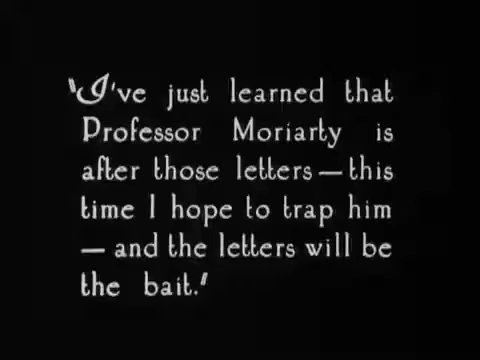 "I've just learned that
Professor Moriarty is
after those letters—this
time I hope to trap him
—and the letters will be
the bait."